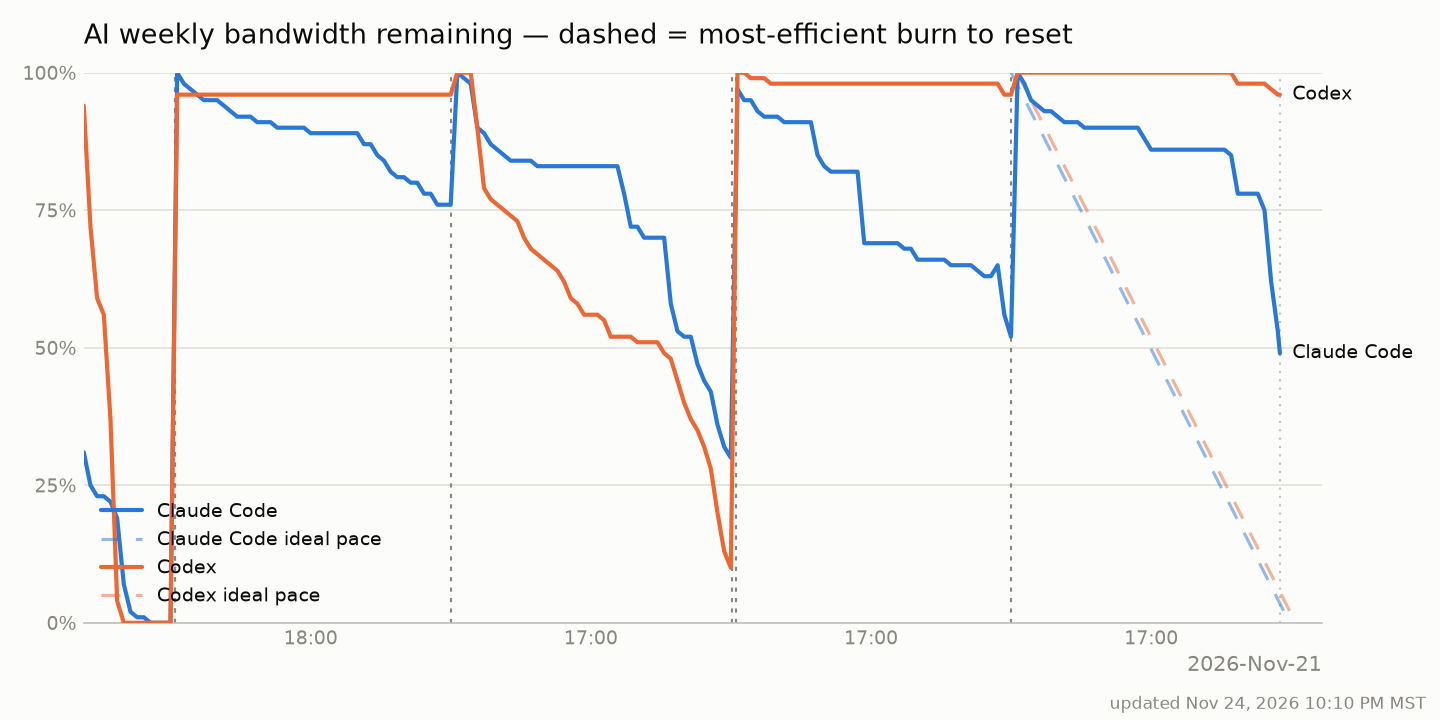 AI weekly bandwidth remaining — dashed = most-efficient burn to reset
100%
75%
50%
25%
0%
Codex
Claude Code
Claude Code
Claude Code ideal pace
Codex
Codex ideal pace
18:00
17:00
17:00
17:00
2026-Nov-21
updated Nov 24, 2026 10:10 PM MST